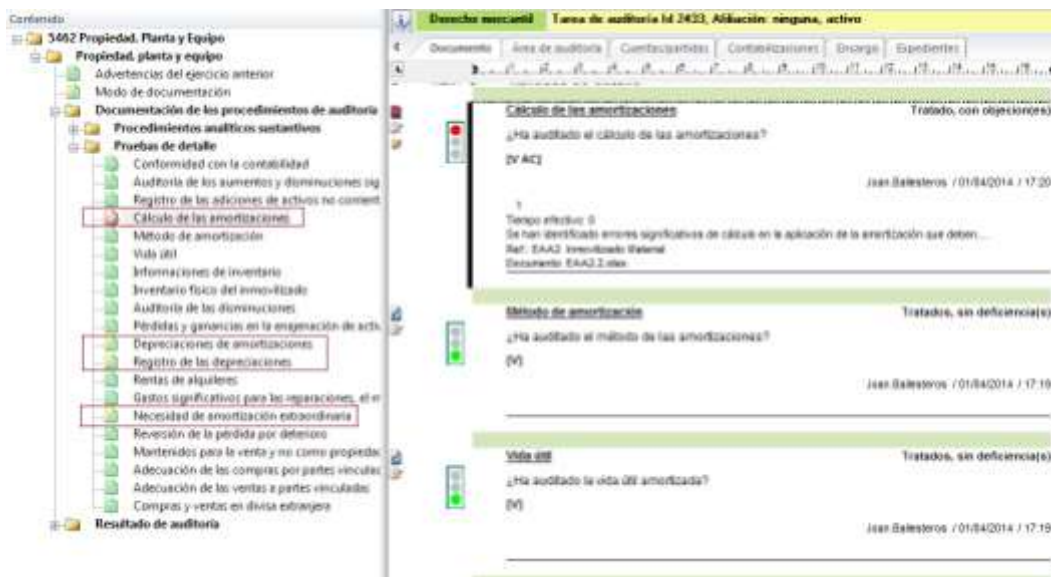 Contenido
5462 Propiedad, Planta y Equipo
Propiedad, planta y equipo
Advertencias del ejercicio anterior
Modo de documentación
Documentación de los procedimientos de auditoría
Procedimientos analíticos sustantivos
Pruebas de detalle
Conformidad con la contabilidad
Auditoría de los aumentos y disminuciones sig
Registro de las adiciones de activos no corrient
Cálculo de las amortizaciones
Método de amortización
Vida útil
Informaciones de inventario
Inventario físico del inmovilizado
Auditoría de las disminuciones
Pérdidas y ganancias en la enajenación de acti
Depreciaciones de amortizaciones
Registro de las depreciaciones
Rentas de alquileres
Gastos significativos para las reparaciones, el m
Necesidad de amortización extraordinaria
Reversión de la pérdida por deterioro
Mantenidos para la venta y no como propiedad
Adecuación de las compras por partes vinculad
Adecuación de las ventas a partes vinculadas
Compras y ventas en divisa extranjera
Resultado de auditoría
Derecho mercantil Tarea de auditoría Id 2433, Afiliación: ninguna, activo
Documento Área de auditoría Cuentas/partidas Contabilizaciones Encargo Expedientes
Cálculo de las amortizaciones Tratado, con objeción(es)
¿Ha auditado el cálculo de las amortizaciones?
[V AC]
Joan Ballesteros / 01/04/2014 / 17:20
1
Tiempo efectivo: 0
Se han identificado errores significativos de cálculo en la aplicación de la amortización que deben...
Ref.: EAA2 Inmovilizado Material
Documento: EAA2.2.xlsx
Método de amortización Tratados, sin deficiencia(s)
¿Ha auditado el método de las amortizaciones?
[V]
Joan Ballesteros / 01/04/2014 / 17:19
Vida útil Tratados, sin deficiencia(s)
¿Ha auditado la vida útil amortizada?
[V]
Joan Ballesteros / 01/04/2014 / 17:19